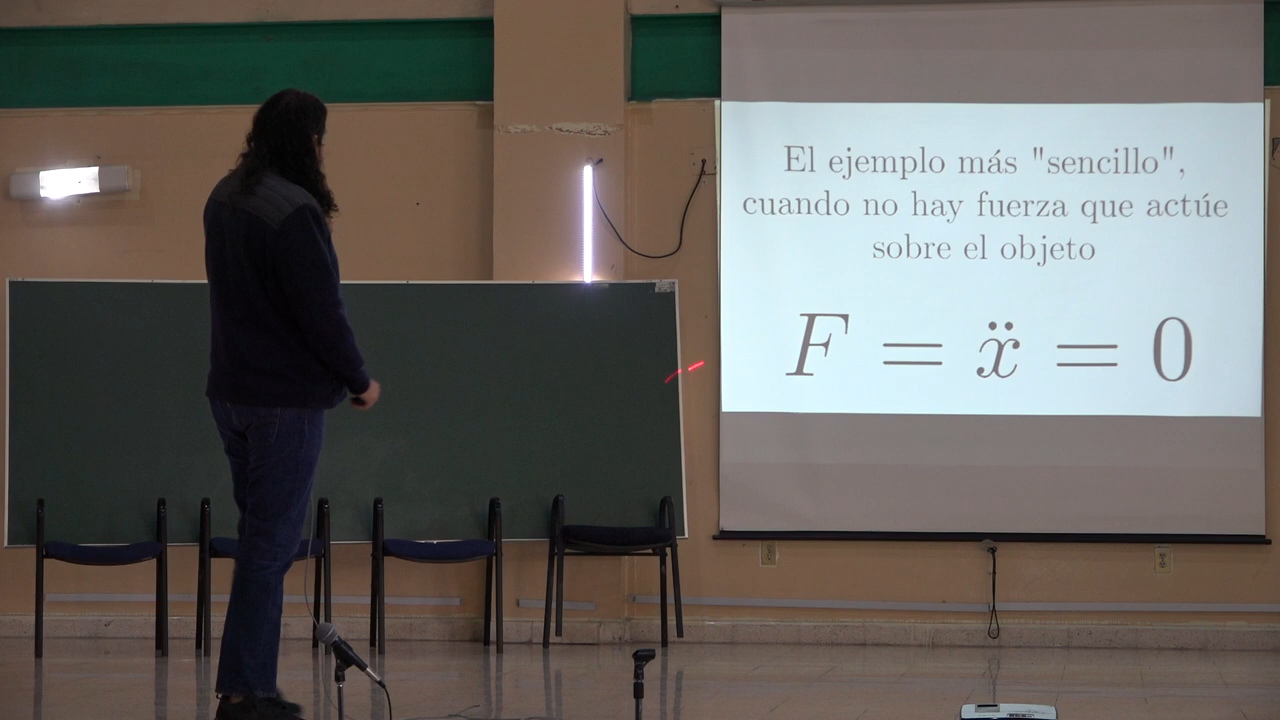 El ejemplo más "sencillo",
cuando no hay fuerza que actúe
sobre el objeto
F = ẍ = 0